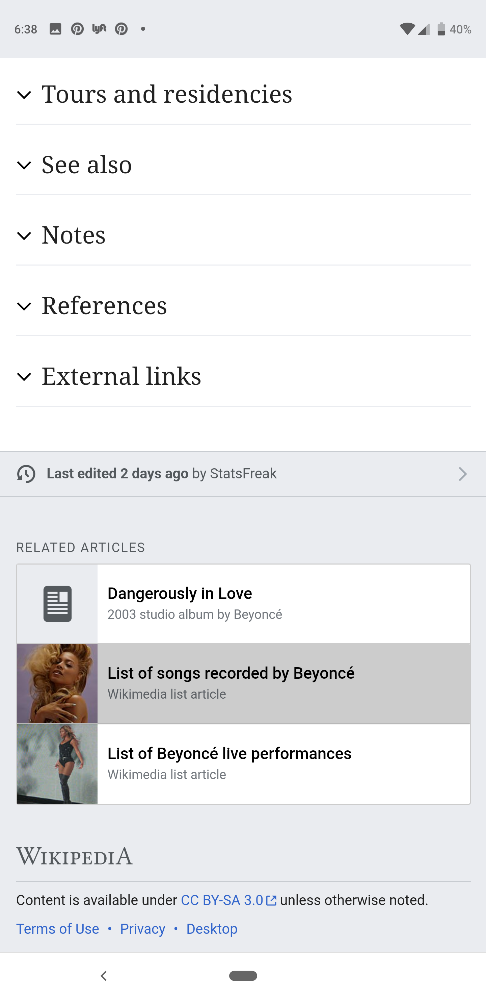 6:38 lyft 40%
Tours and residencies
See also
Notes
References
External links
Last edited 2 days ago by StatsFreak
RELATED ARTICLES
Dangerously in Love
2003 studio album by Beyoncé
List of songs recorded by Beyoncé
Wikimedia list article
List of Beyoncé live performances
Wikimedia list article
WIKIPEDIA
Content is available under CC BY-SA 3.0 unless otherwise noted.
Terms of Use • Privacy • Desktop